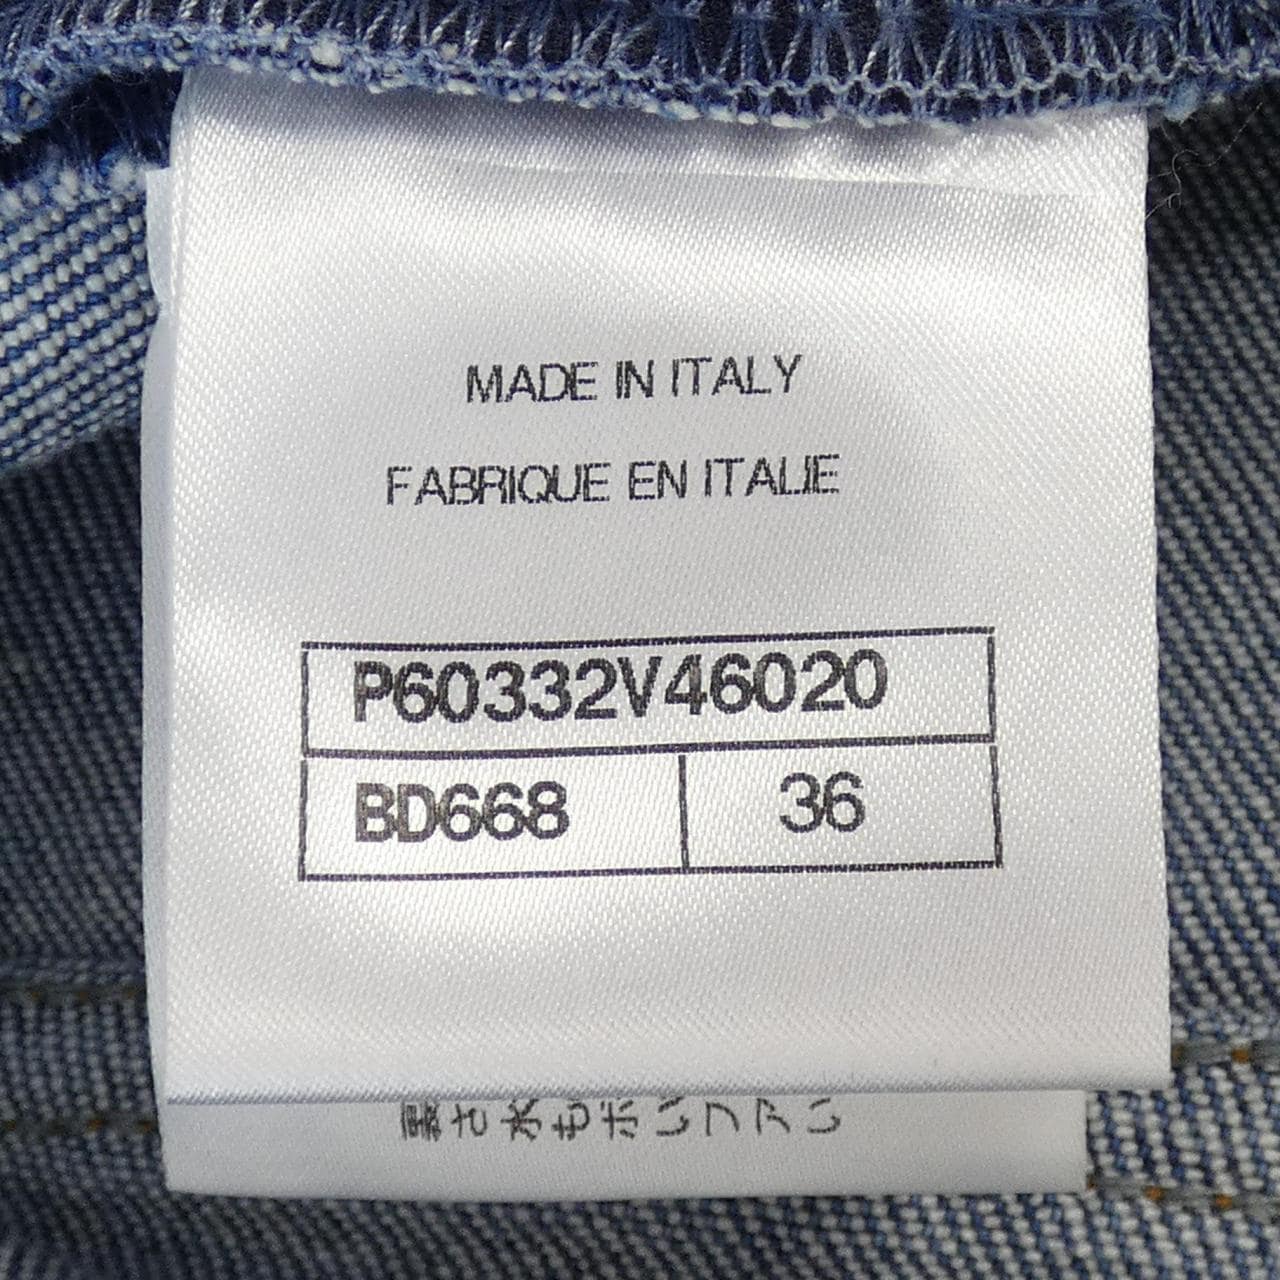 MADE IN ITALY
FABRIQUE EN ITALIE
P60332V46020
BD668
36